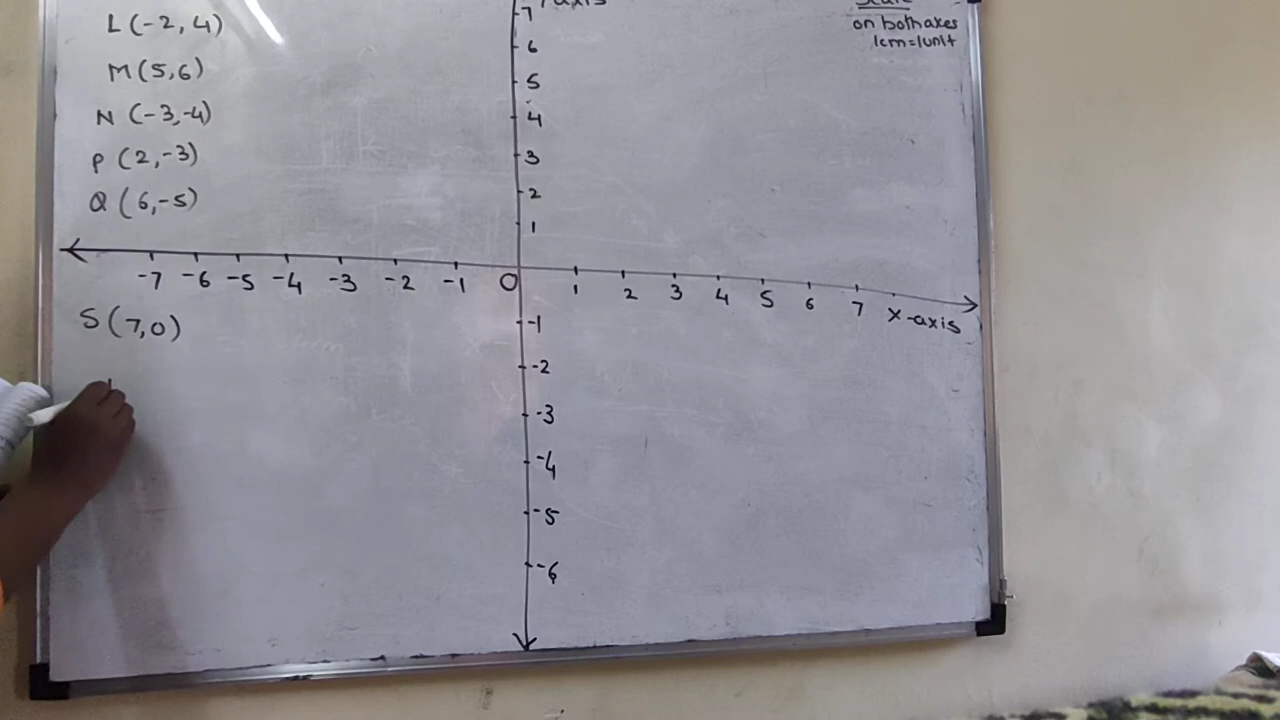 L (-2, 4)
M (5,6)
N (-3,-4)
P (2,-3)
Q (6,-5)
S (7,0)
on both axes
1cm=1unit
7
6
5
4
3
2
1
-7 -6 -5 -4 -3 -2 -1 0 1 2 3 4 5 6 7 X-axis
-1
-2
-3
-4
-5
-6